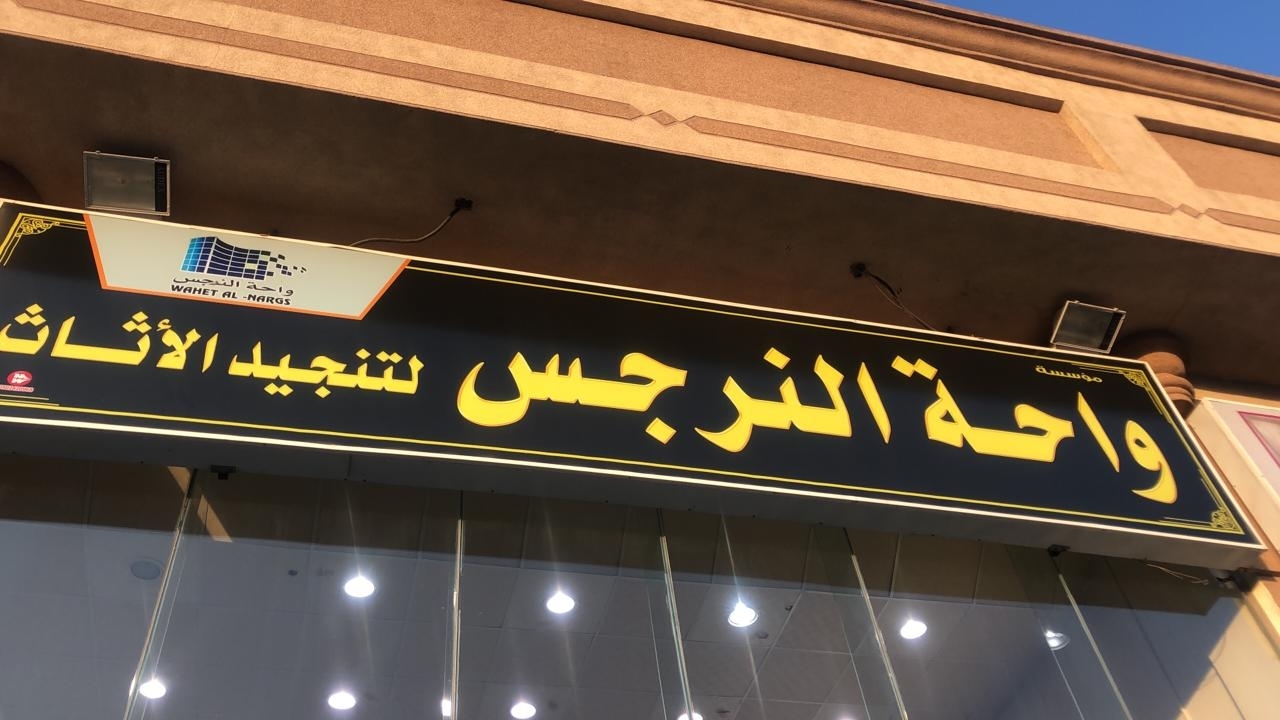 مؤسسة
واحة النرجس لتنجيد الأثاث
واحة النرجس
WAHET AL -NARGS